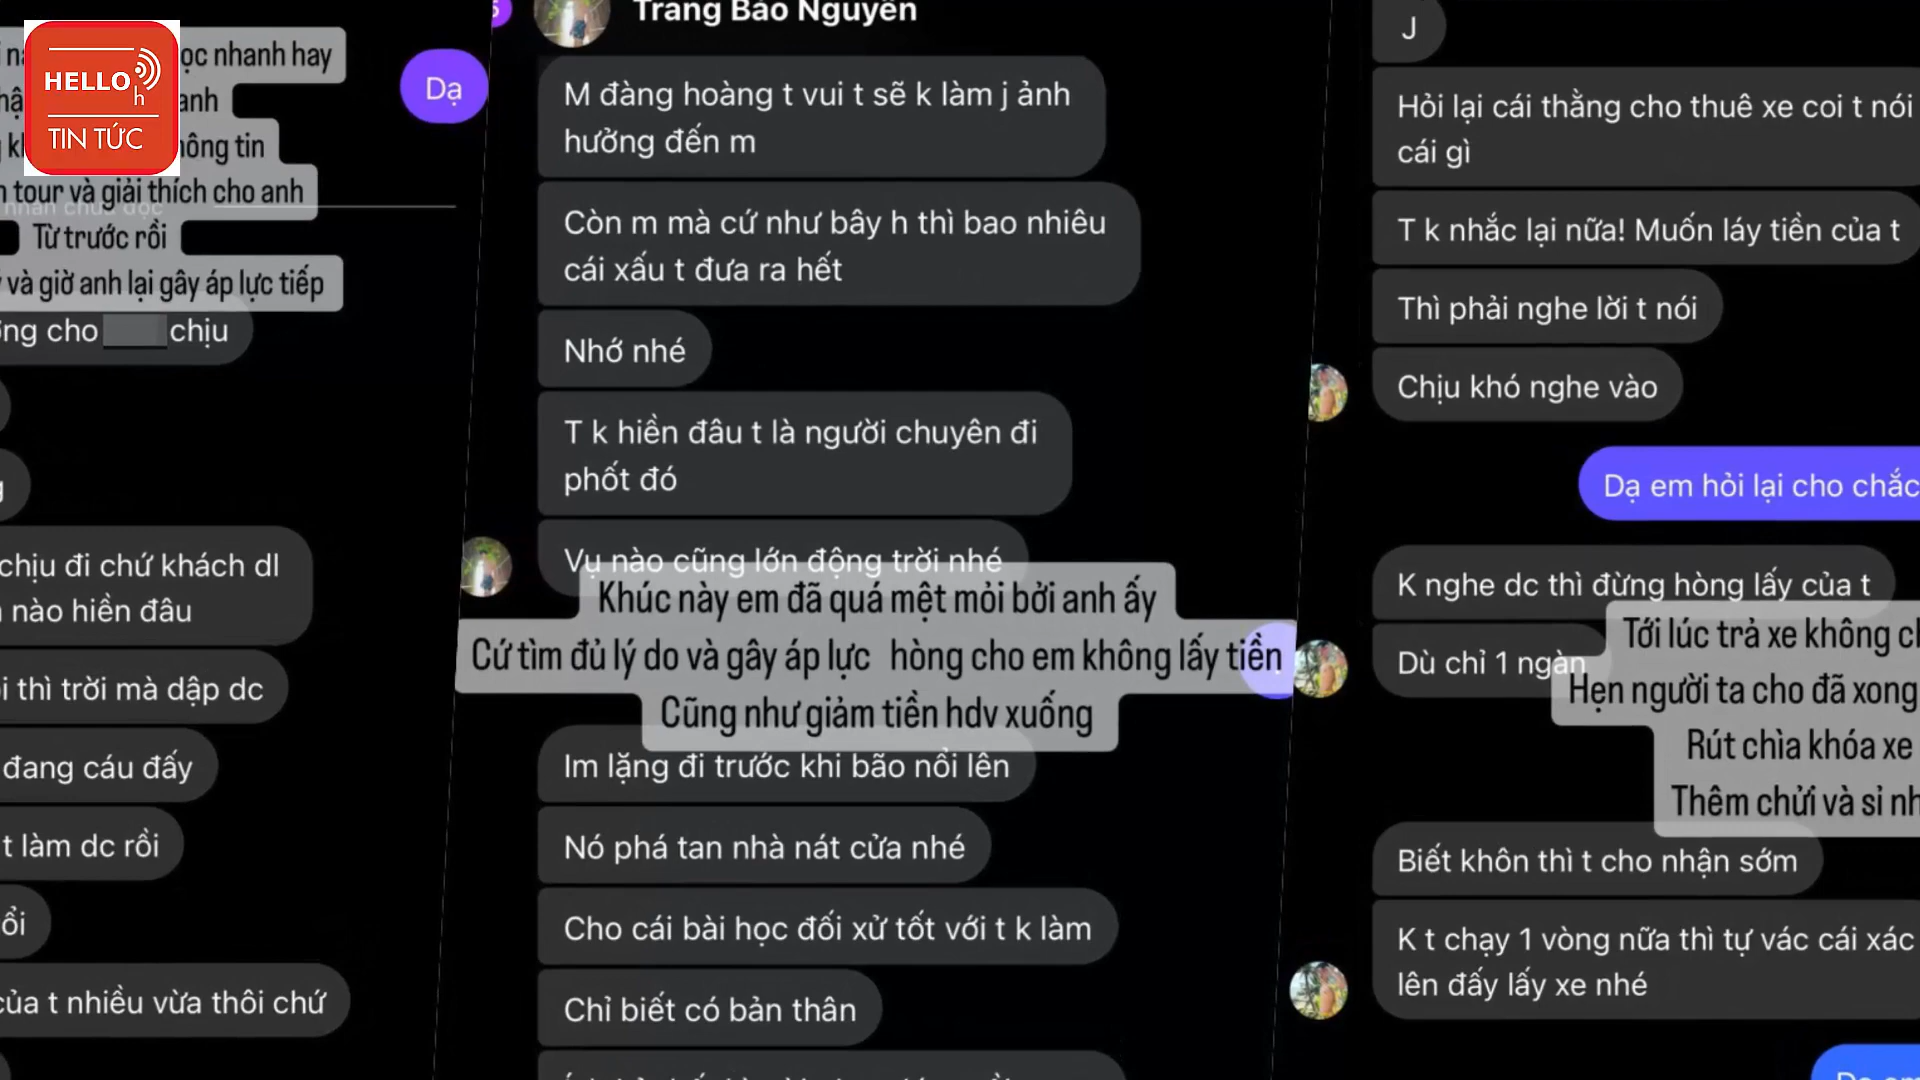 HELLO
h
TIN TỨC
ọc nhanh hay
anh
hông tin
tour và giải thích cho anh
Từ trước rồi
và giờ anh lại gây áp lực tiếp
cho chịu
chịu đi chứ khách dl
nào hiền đâu
thì trời mà dập dc
đang cáu đấy
t làm dc rồi
của t nhiều vừa thôi chứ
Dạ
Trang Bảo Nguyên
M đàng hoàng t vui t sẽ k làm j ảnh
hưởng đến m
Còn m mà cứ như bây h thì bao nhiêu
cái xấu t đưa ra hết
Nhớ nhé
T k hiền đâu t là người chuyên đi
phốt đó
Vụ nào cũng lớn động trời nhé
Khúc này em đã quá mệt mỏi bởi anh ấy
Cứ tìm đủ lý do và gây áp lực hòng cho em không lấy tiền
Cũng như giảm tiền hdv xuống
Im lặng đi trước khi bão nổi lên
Nó phá tan nhà nát cửa nhé
Cho cái bài học đối xử tốt với t k làm
Chỉ biết có bản thân
J
Hỏi lại cái thằng cho thuê xe coi t nói
cái gì
T k nhắc lại nữa! Muốn láy tiền của t
Thì phải nghe lời t nói
Chịu khó nghe vào
Dạ em hỏi lại cho chắc
K nghe dc thì đừng hòng lấy của t
Dù chỉ 1 ngàn
Tới lúc trả xe không
Hẹn người ta cho đã xong
Rút chìa khóa xe
Thêm chửi và sỉ
Biết khôn thì t cho nhận sớm
K t chạy 1 vòng nữa thì tự vác cái xác
lên đấy lấy xe nhé